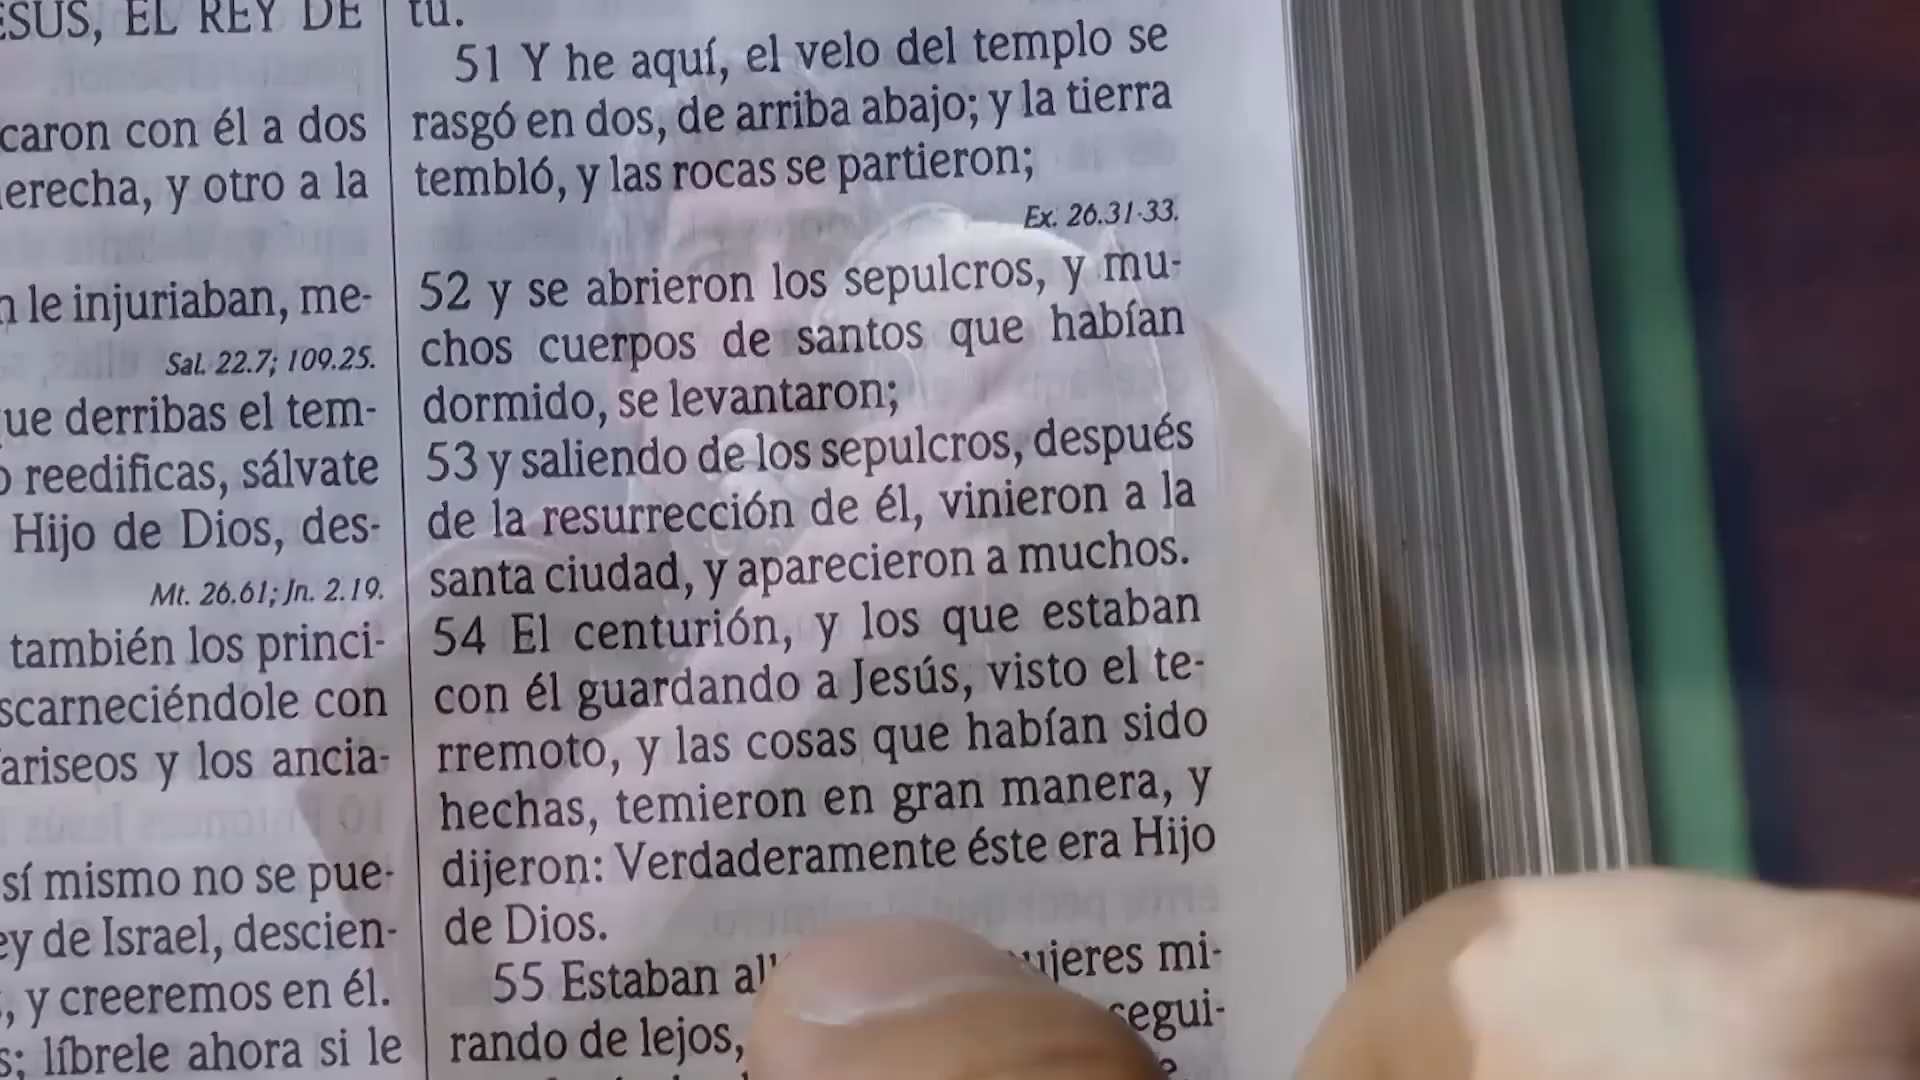 SUS, EL REY DE
caron con él a dos
erecha, y otro a la
le injuriaban, me-
Sal. 22.7; 109.25.
ue derribas el tem-
reedificas, sálvate
Hijo de Dios, des-
Mt. 26.61; Jn. 2.19.
también los princi-
scarneciéndole con
ariseos y los ancia-
sí mismo no se pue-
ey de Israel, descien-
, y creeremos en él.
s; líbrele ahora si le
tu.
51 Y he aquí, el velo del templo se
rasgó en dos, de arriba abajo; y la tierra
tembló, y las rocas se partieron;
Ex. 26.31-33.
52 y se abrieron los sepulcros, y mu-
chos cuerpos de santos que habían
dormido, se levantaron;
53 y saliendo de los sepulcros, después
de la resurrección de él, vinieron a la
santa ciudad, y aparecieron a muchos.
54 El centurión, y los que estaban
con él guardando a Jesús, visto el te-
rremoto, y las cosas que habían sido
hechas, temieron en gran manera, y
dijeron: Verdaderamente éste era Hijo
de Dios.
55 Estaban ujeres mi-
rando de lejos, segui-